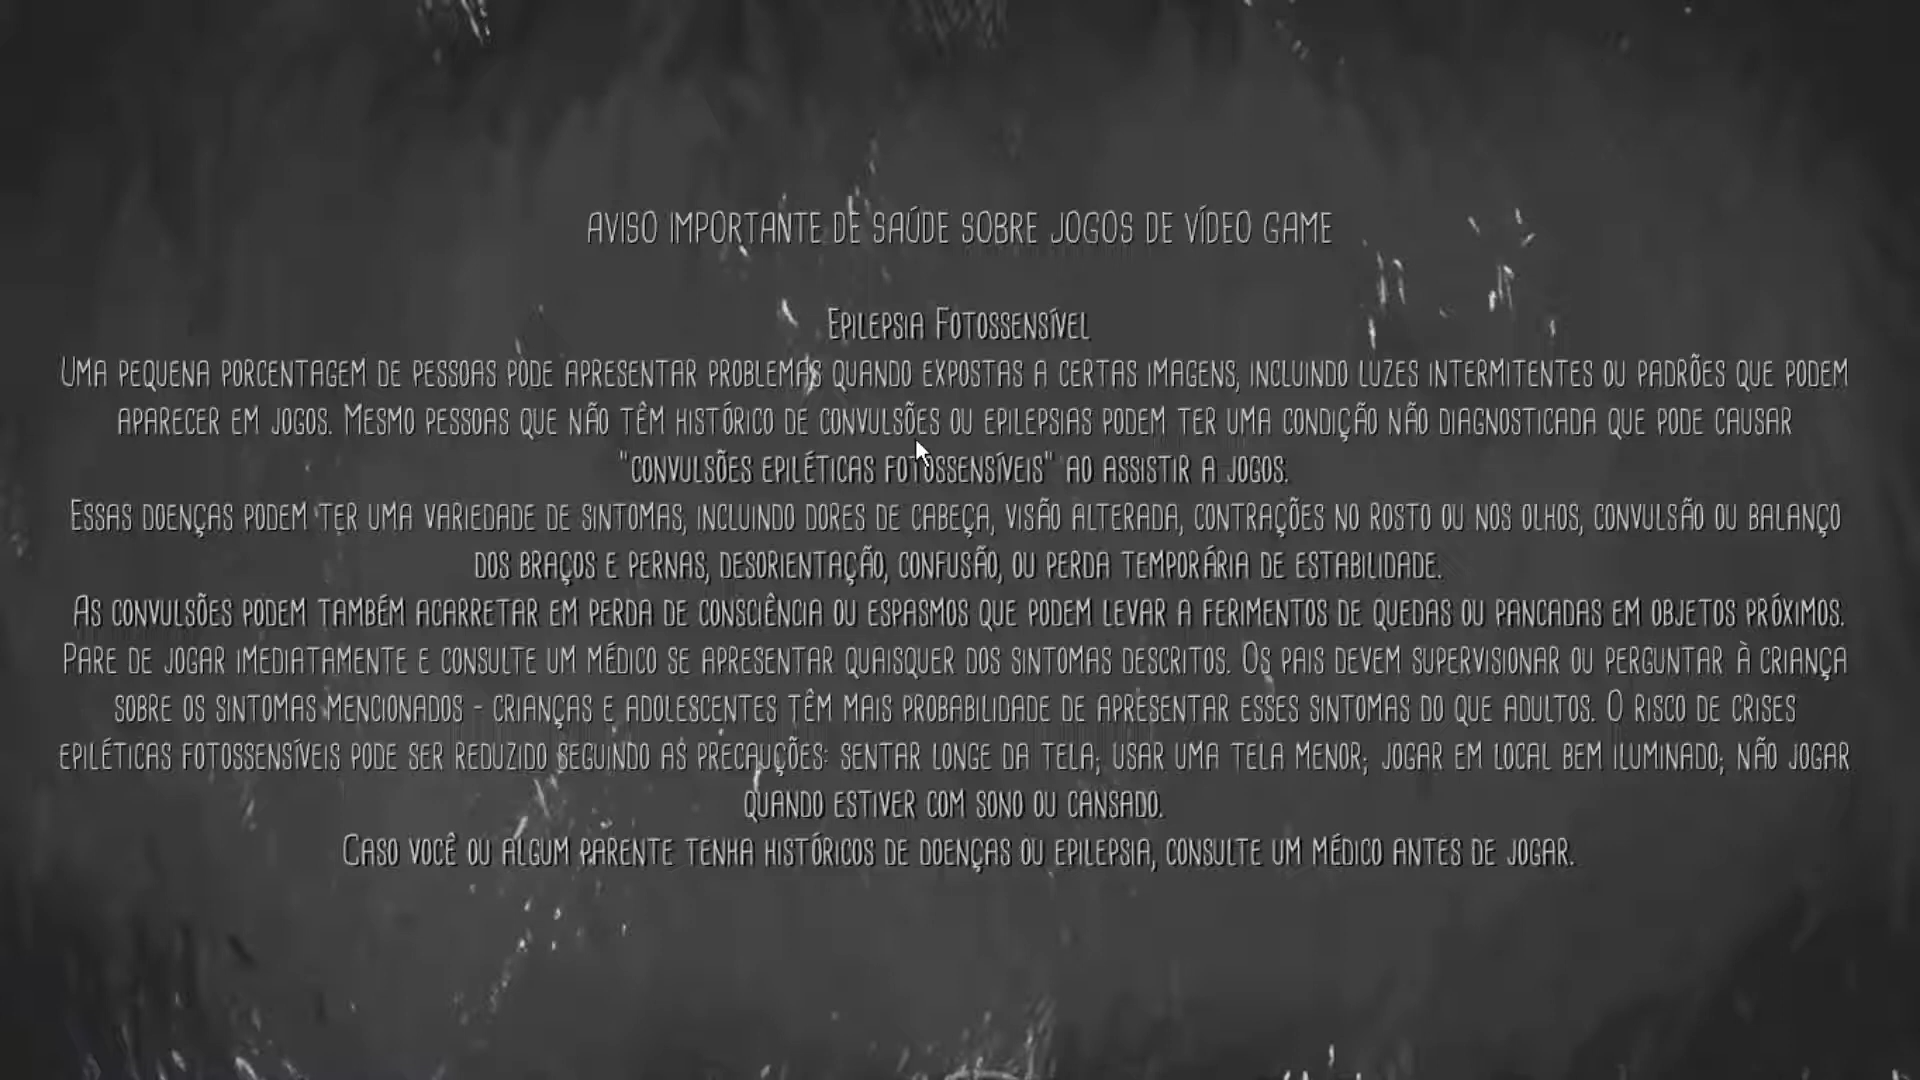 AVISO IMPORTANTE DE SAÚDE SOBRE JOGOS DE VÍDEO GAME
Epilepsia Fotossensível
Uma pequena porcentagem de pessoas pode apresentar problemas quando expostas a certas imagens, incluindo luzes intermitentes ou padrões que podem
aparecer em jogos. Mesmo pessoas que não têm histórico de convulsões ou epilepsias podem ter uma condição não diagnosticada que pode causar
"convulsões epiléticas fotossensíveis" ao assistir a jogos.
Essas doenças podem ter uma variedade de sintomas, incluindo dores de cabeça, visão alterada, contrações no rosto ou nos olhos, convulsão ou balanço
dos braços e pernas, desorientação, confusão, ou perda temporária de estabilidade.
As convulsões podem também acarretar em perda de consciência ou espasmos que podem levar a ferimentos de quedas ou pancadas em objetos próximos.
Pare de jogar imediatamente e consulte um médico se apresentar quaisquer dos sintomas descritos. Os pais devem supervisionar ou perguntar à criança
sobre os sintomas mencionados - crianças e adolescentes têm mais probabilidade de apresentar esses sintomas do que adultos. O risco de crises
epiléticas fotossensíveis pode ser reduzido seguindo as precauções: sentar longe da tela; usar uma tela menor; jogar em local bem iluminado; não jogar
quando estiver com sono ou cansado.
Caso você ou algum parente tenha históricos de doenças ou epilepsia, consulte um médico antes de jogar.